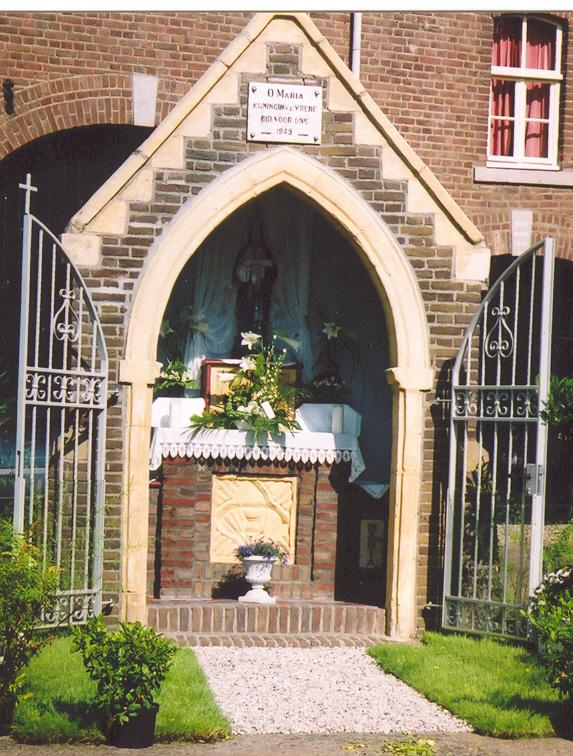 O MARIA
KONINGIN V.D. VREDE
BID VOOR ONS
1945